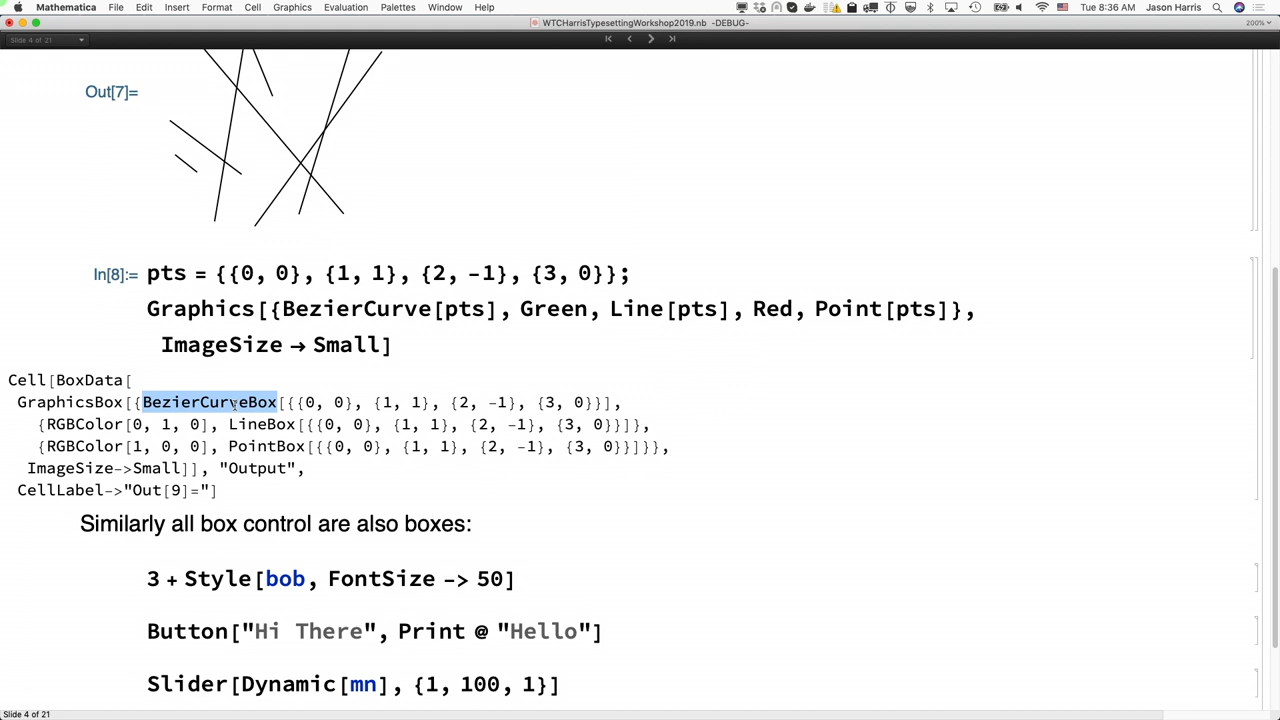 Mathematica File Edit Insert Format Cell Graphics Evaluation Palettes Window Help Tue 8:36 AM Jason Harris
WTCHarrisTypesettingWorkshop2019.nb -DEBUG- 200%
Slide 4 of 21
Out[7]=
In[8]:= pts = {{0, 0}, {1, 1}, {2, -1}, {3, 0}};
Graphics[{BezierCurve[pts], Green, Line[pts], Red, Point[pts]},
ImageSize → Small]
Cell[BoxData[
GraphicsBox[{BezierCurveBox[{{0, 0}, {1, 1}, {2, -1}, {3, 0}}],
{RGBColor[0, 1, 0], LineBox[{{0, 0}, {1, 1}, {2, -1}, {3, 0}}]},
{RGBColor[1, 0, 0], PointBox[{{0, 0}, {1, 1}, {2, -1}, {3, 0}}]}},
ImageSize->Small]], "Output",
CellLabel->"Out[9]="]
Similarly all box control are also boxes:
3 + Style[bob, FontSize -> 50]
Button["Hi There", Print @ "Hello"]
Slider[Dynamic[mn], {1, 100, 1}]
Slide 4 of 21